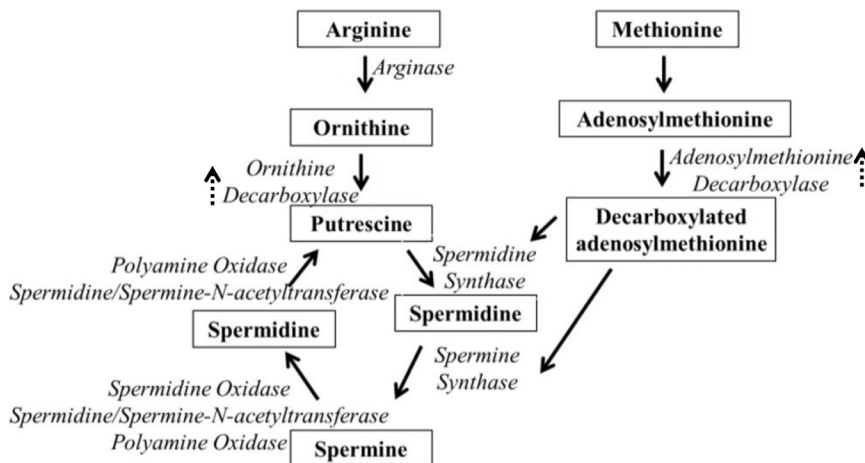 Arginine
Methionine
Arginase
Ornithine
Adenosylmethionine
Ornithine
Decarboxylase
Adenosylmethionine
Decarboxylase
Putrescine
Decarboxylated
adenosylmethionine
Polyamine Oxidase
Spermidine/Spermine-N-acetyltransferase
Spermidine
Synthase
Spermidine
Spermidine
Spermine
Synthase
Spermidine Oxidase
Spermidine/Spermine-N-acetyltransferase
Polyamine Oxidase
Spermine